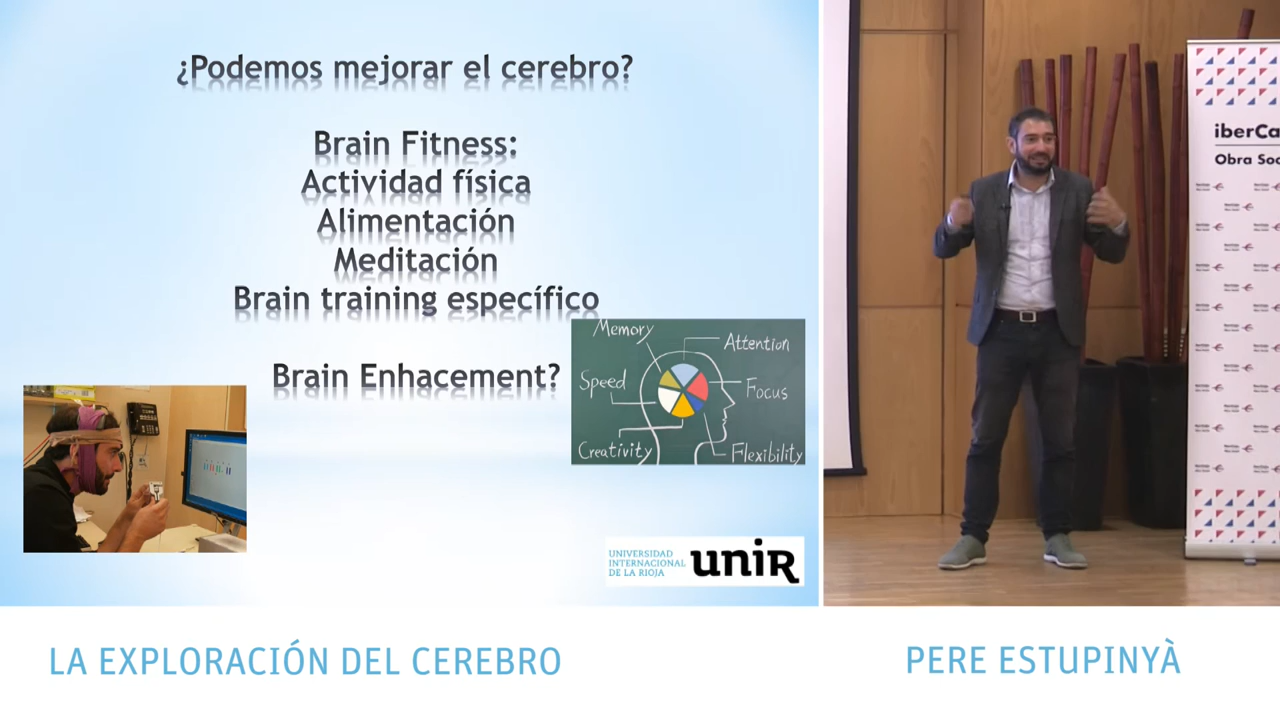 ¿Podemos mejorar el cerebro?
Brain Fitness:
Actividad física
Alimentación
Meditación
Brain training específico
Brain Enhacement?
Memory
Attention
Speed
Focus
Creativity
Flexibility
UNIVERSIDAD
INTERNACIONAL
DE LA RIOJA
unir
iberCa
Obra Soc
LA EXPLORACIÓN DEL CEREBRO
PERE ESTUPINYÀ